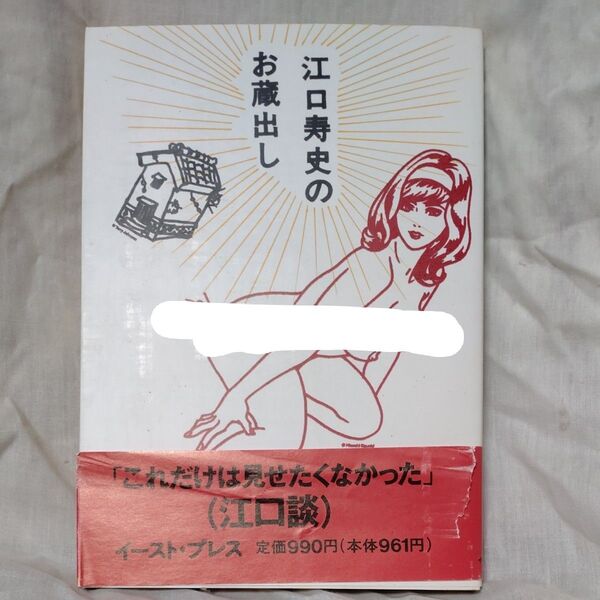 江口寿史の
お蔵出し
© Hisashi Eguchi
「これだけは見せたくなかった」
(江口談)
イースト・プレス 定価990円(本体961円)